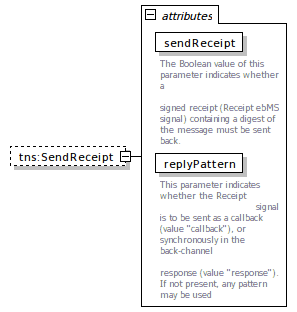 attributes
sendReceipt
The Boolean value of this
parameter indicates whether
a
signed receipt (Receipt ebMS
signal) containing a digest of
the message must be sent
back.
tns:SendReceipt
replyPattern
This parameter indicates
whether the Receipt
signal
is to be sent as a callback
(value "callback"), or
synchronously in the
back-channel
response (value "response").
If not present, any pattern
may be used